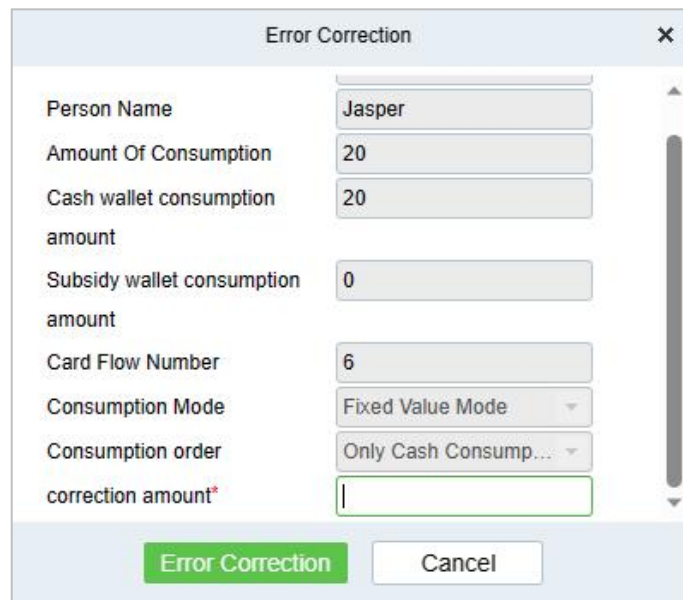 Error Correction ×
Person Name Jasper
Amount Of Consumption 20
Cash wallet consumption 20
amount
Subsidy wallet consumption 0
amount
Card Flow Number 6
Consumption Mode Fixed Value Mode
Consumption order Only Cash Consump...
correction amount*
Error Correction Cancel